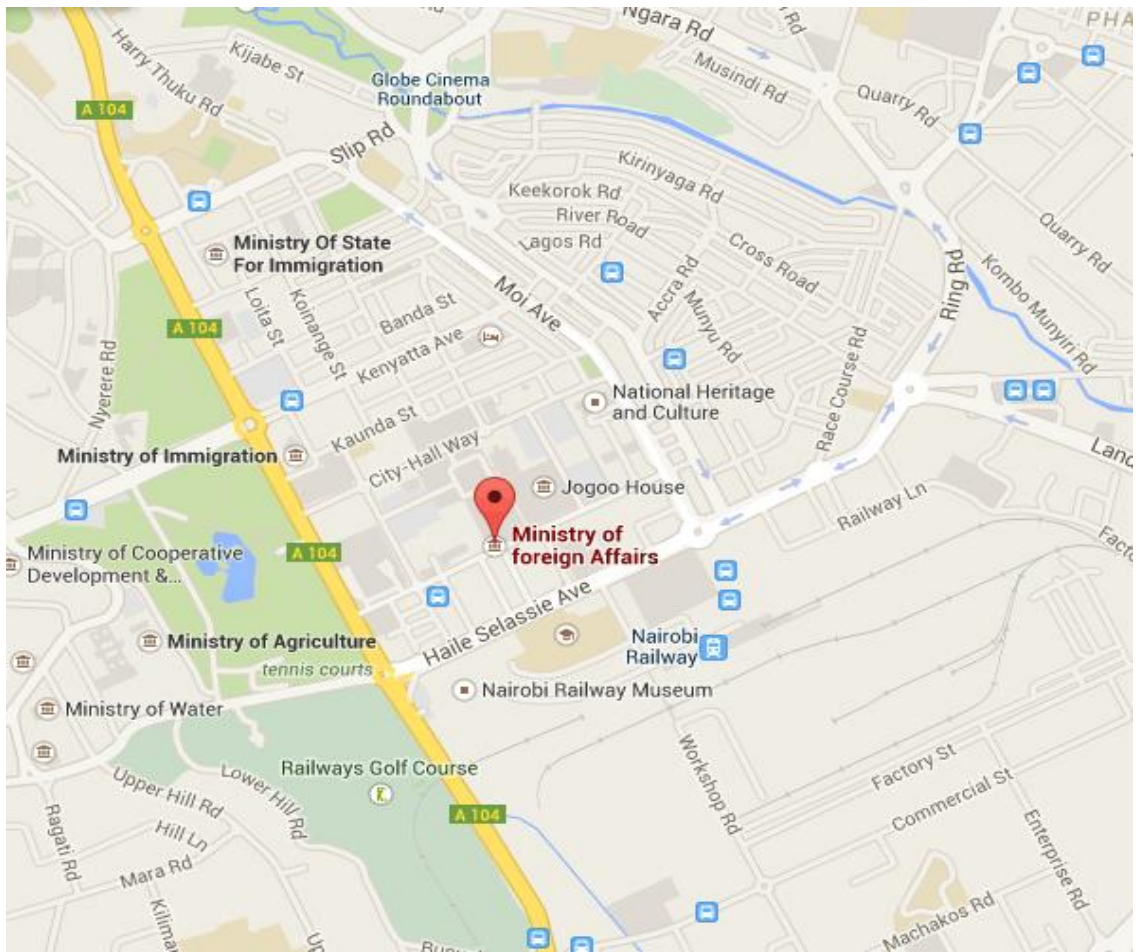 Ngara Rd
PHA
Harry Thuku Rd
Kijabe St
Musindi Rd
Globe Cinema
Roundabout
Quarry Rd
A 104
Slip Rd
Kirinyaga Rd
Keekorok Rd
River Road
Lagos Rd
Cross Road
Quarry Rd
Ministry Of State
For Immigration
Accra Rd
Ring Rd
Kombo Munyiri Rd
Loita St
Koinange St
Banda St
Moi Ave
Munyu Rd
A 104
Kenyatta Ave
Nyerere Rd
Race Course Rd
National Heritage
and Culture
Kaunda St
City-Hall Way
Land
Ministry of Immigration
Jogoo House
Railway Ln
Ministry of
foreign Affairs
Facto
Ministry of Cooperative
Development &...
A 104
Haile Selassie Ave
Ministry of Agriculture
Nairobi
Railway
tennis courts
Nairobi Railway Museum
Ministry of Water
Workshop Rd
Railways Golf Course
Factory St
Upper Hill Rd
Lower Hill Rd
A 104
Commercial St
Ragati Rd
Hill Ln
Enterprise Rd
Mara Rd
Machakos Rd
Kilim
Up